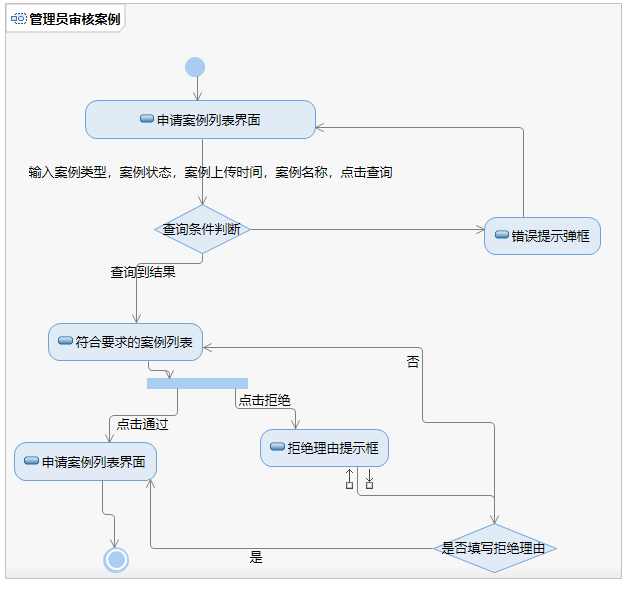 管理员审核案例
申请案例列表界面
输入案例类型，案例状态，案例上传时间，案例名称，点击查询
查询条件判断
错误提示弹框
查询到结果
符合要求的案例列表
否
点击拒绝
点击通过
拒绝理由提示框
申请案例列表界面
是否填写拒绝理由
是